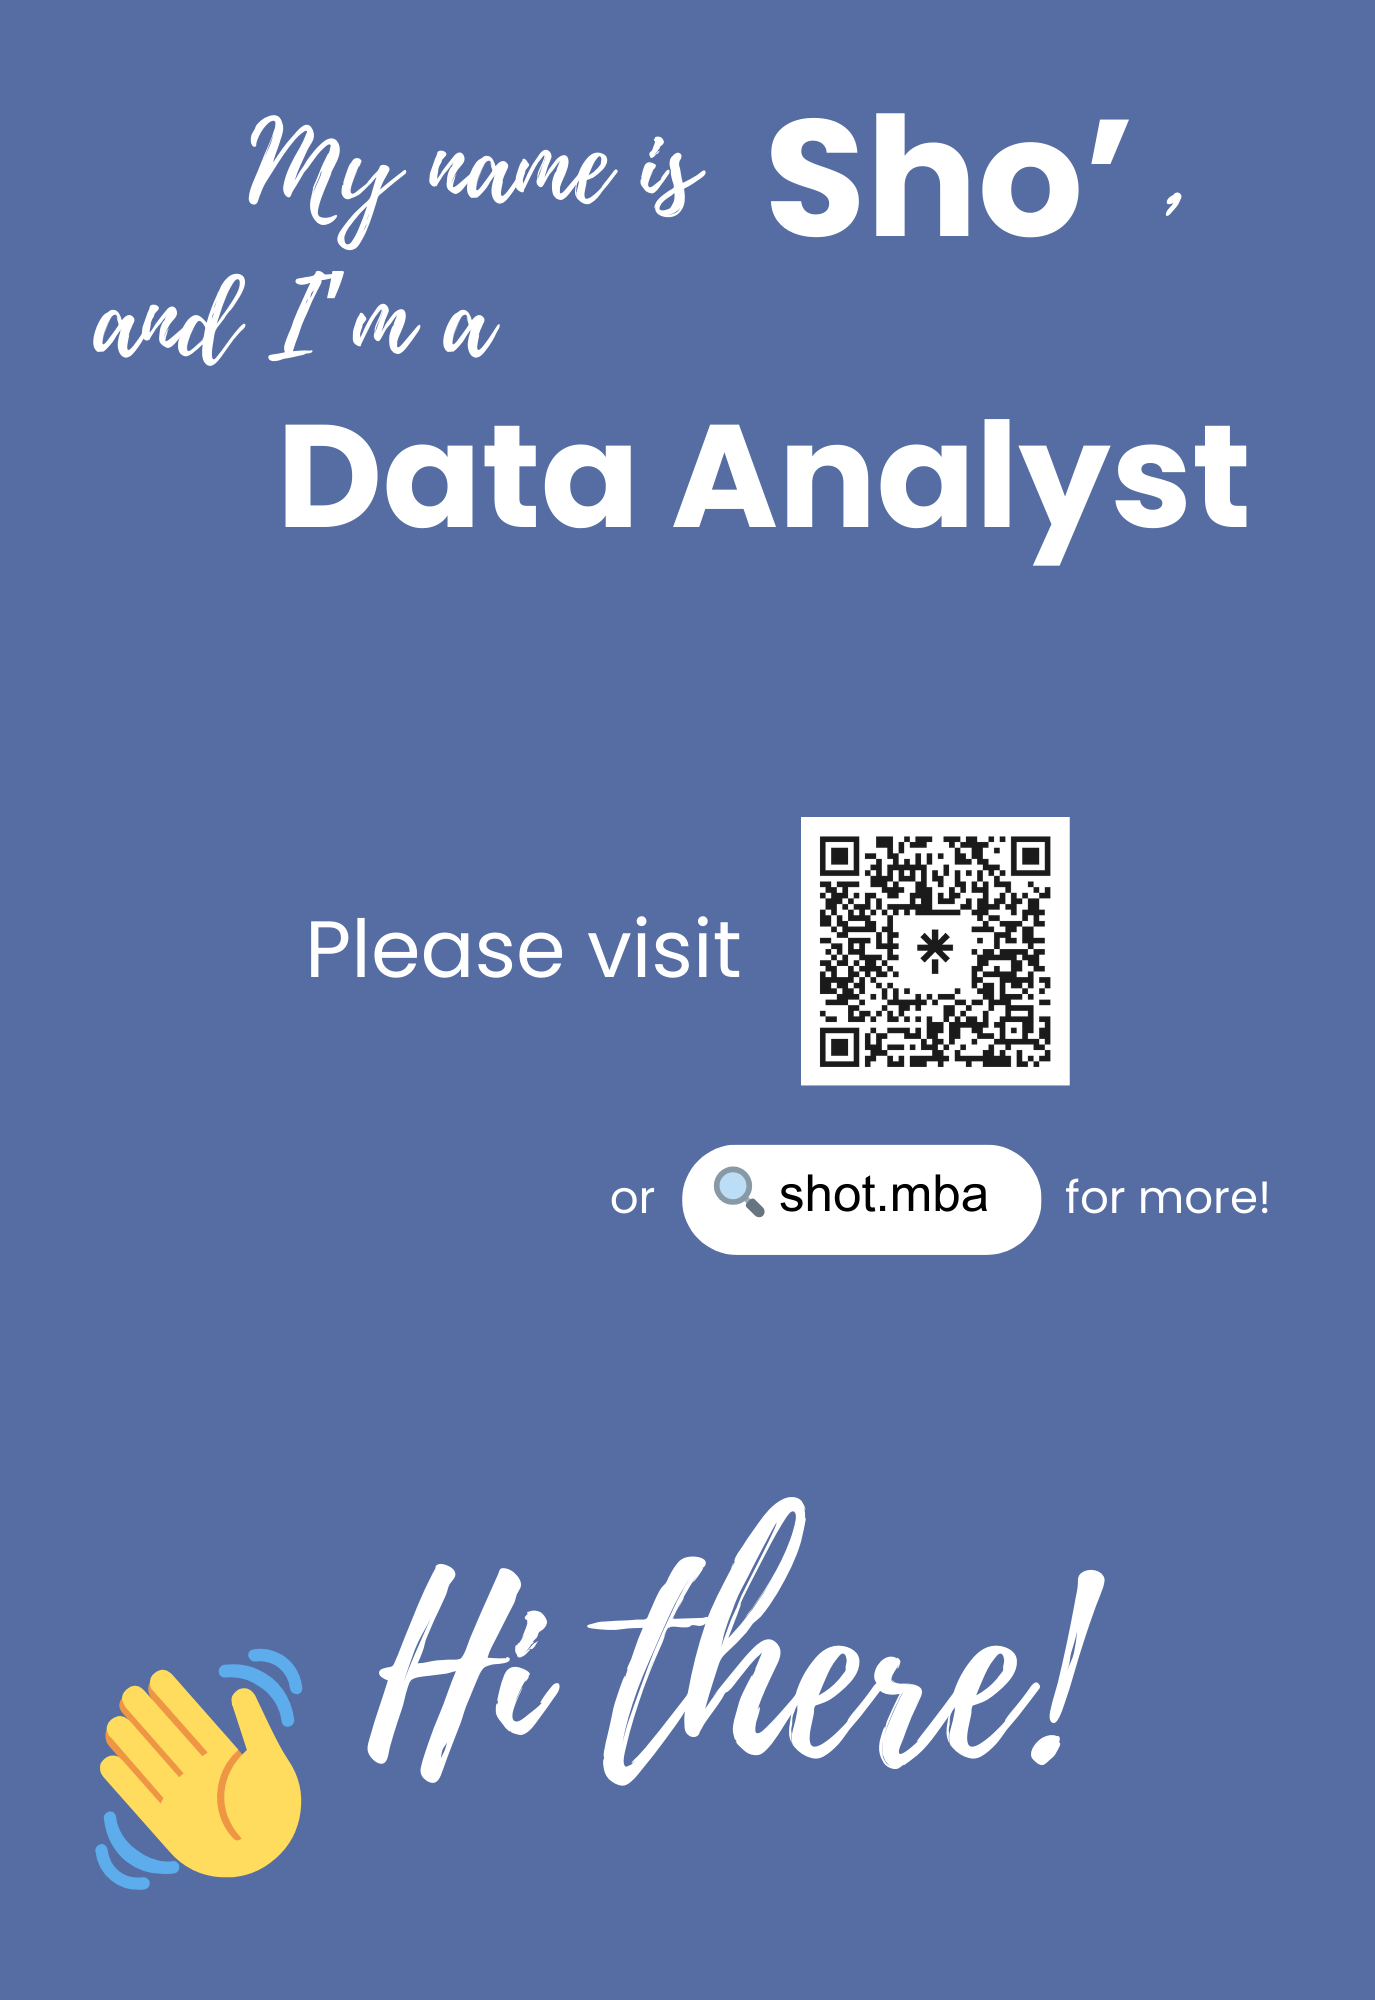 My name is Sho’ ,
and I'm a
Data Analyst
Please visit
or shot.mba for more!
Hi there!